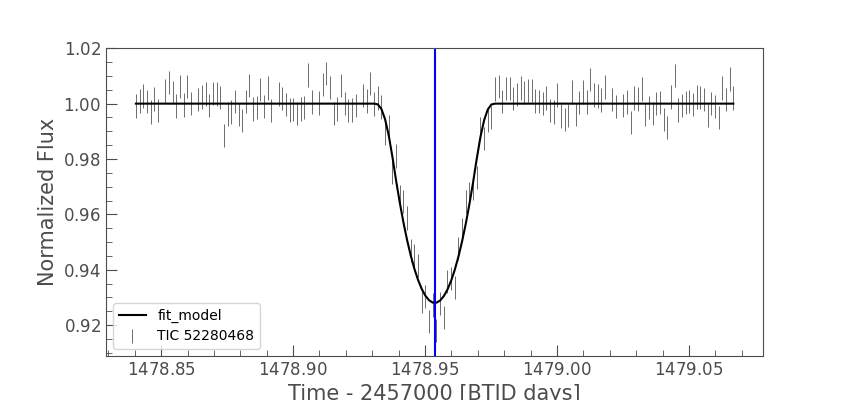 1.02
1.00
0.98
0.96
0.94
0.92
Normalized Flux
fit_model
TIC 52280468
1478.85 1478.90 1478.95 1479.00 1479.05
Time - 2457000 [BTJD days]